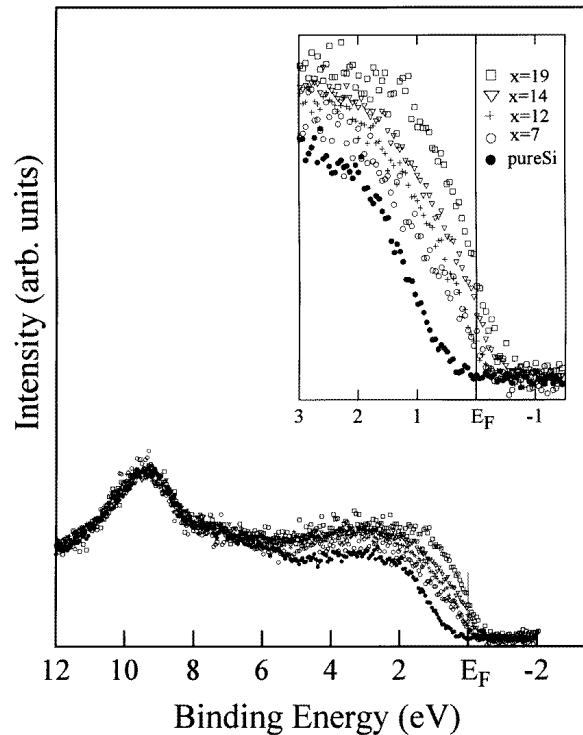 x=19
x=14
x=12
x=7
pureSi
3 2 1 E_F -1
Intensity (arb. units)
12 10 8 6 4 2 E_F -2
Binding Energy (eV)